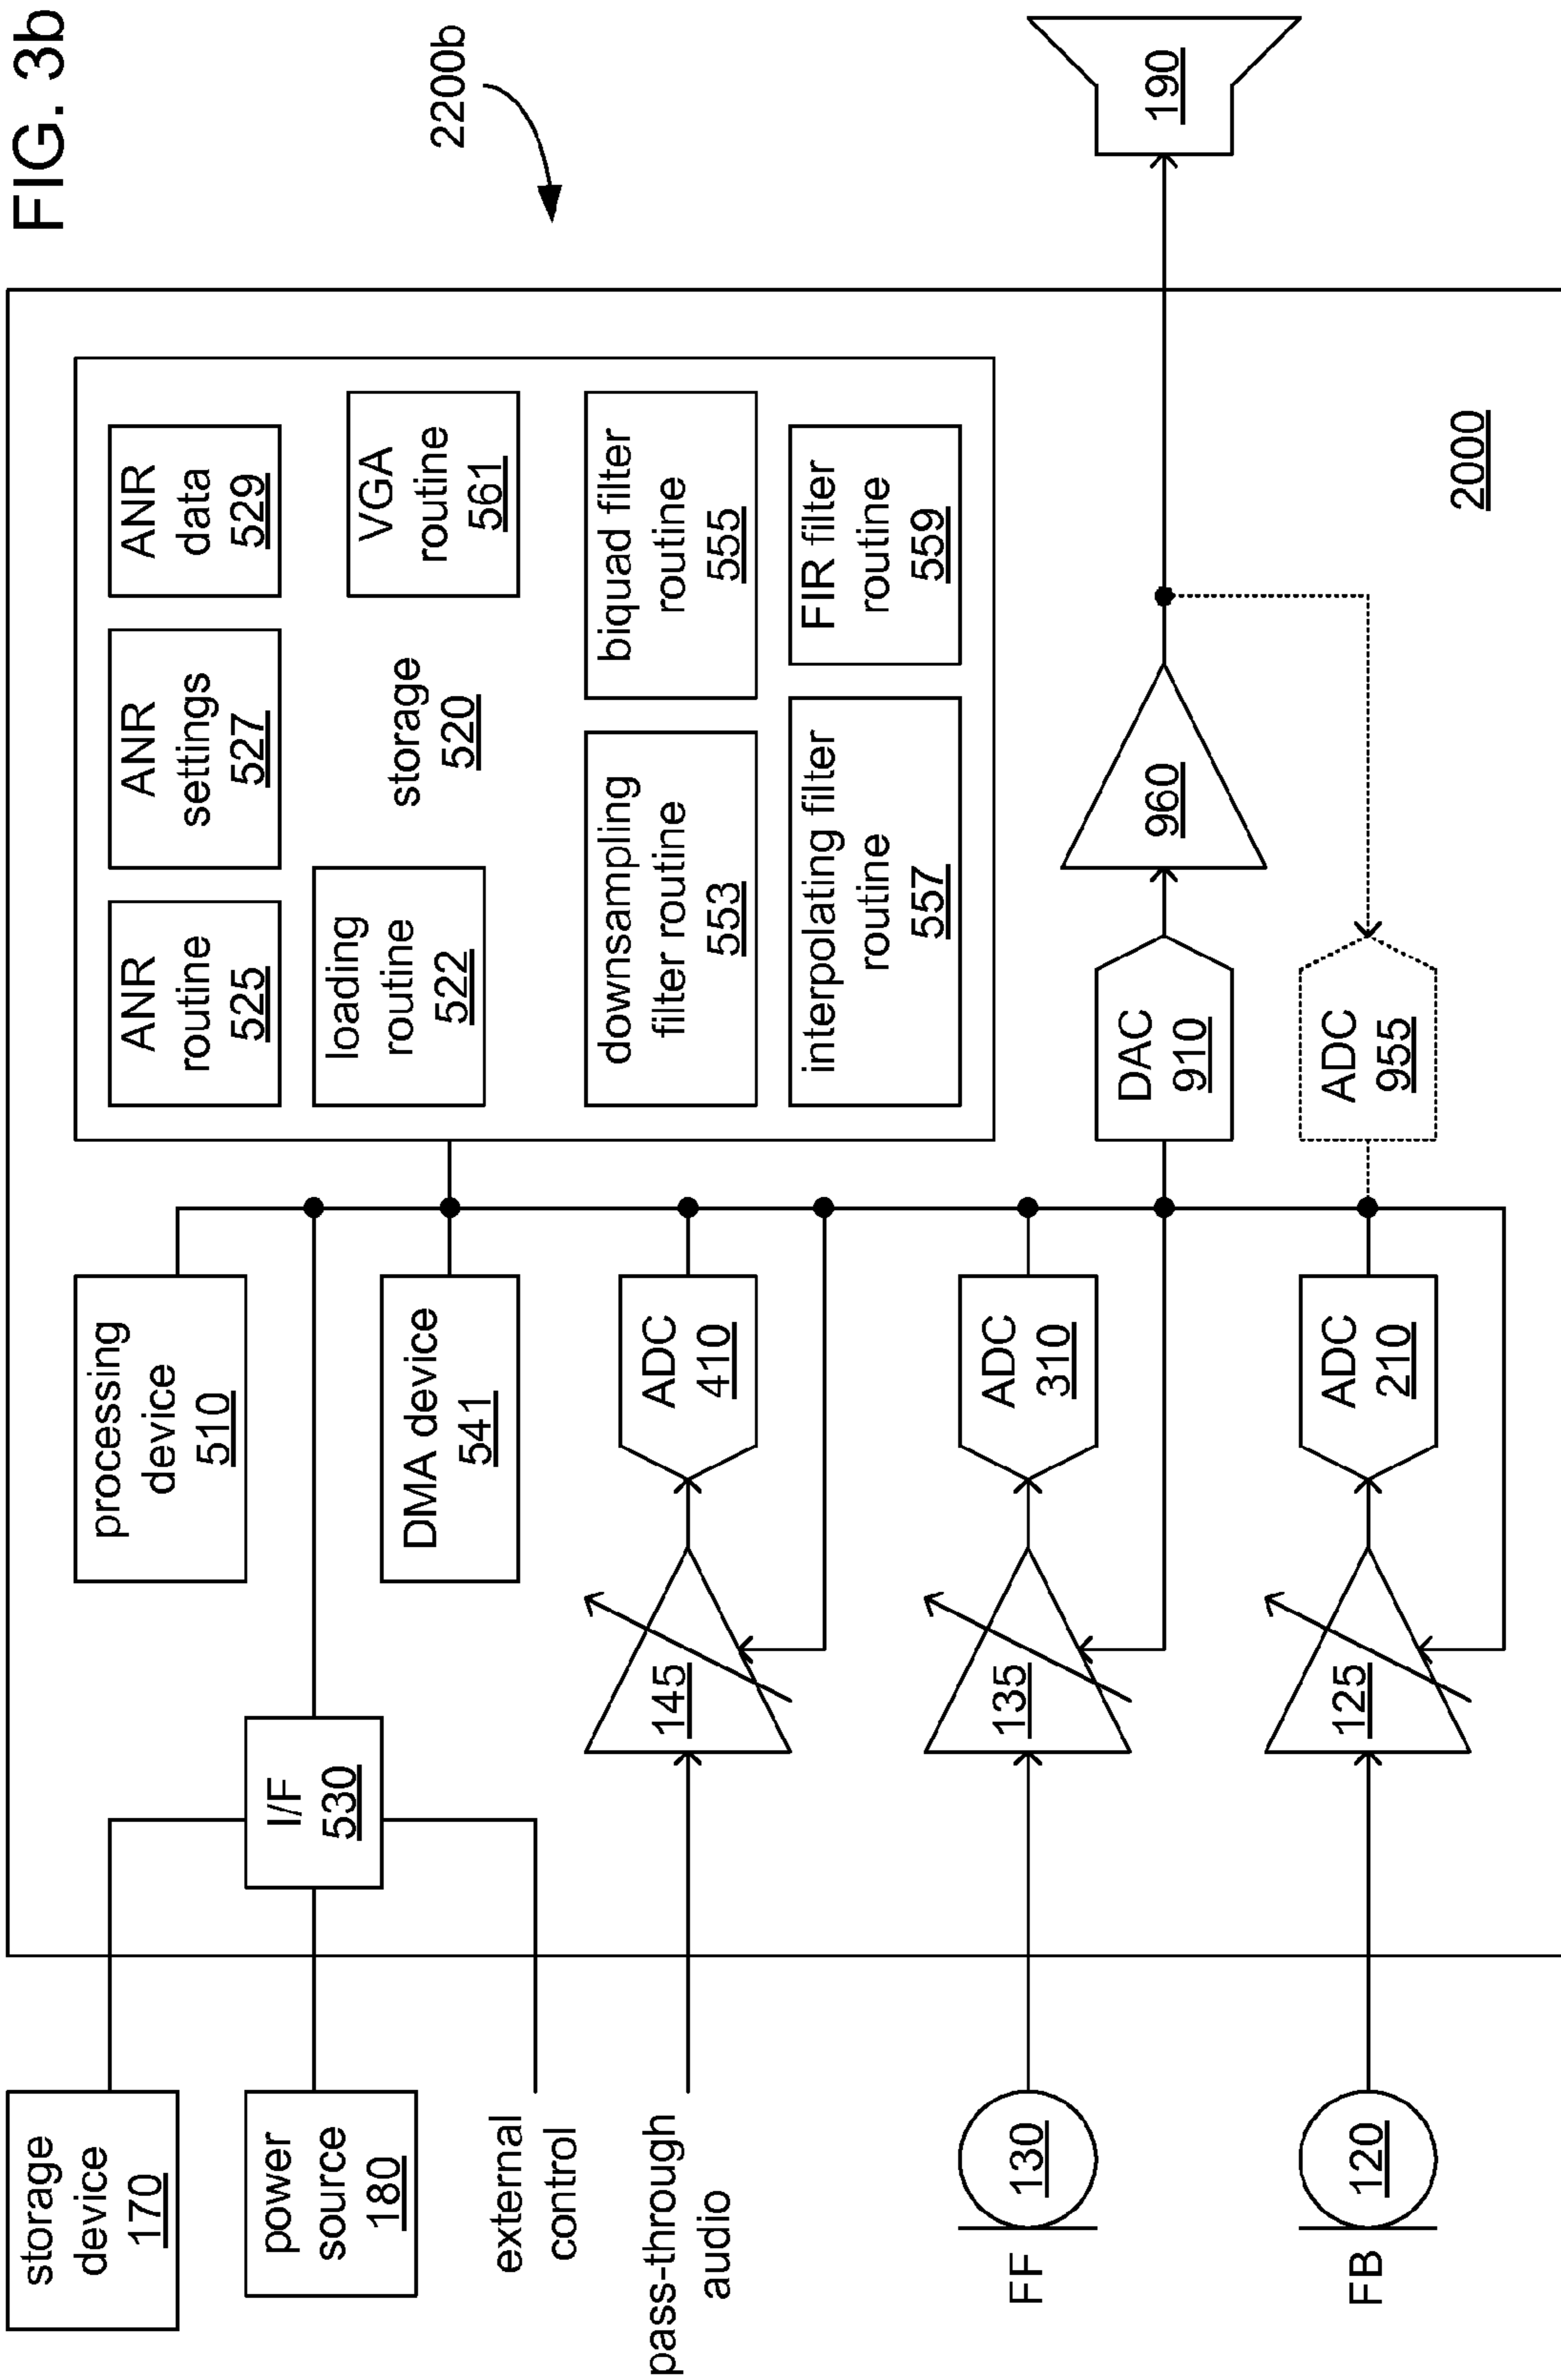 FIG. 3b
2200b
storage
device
170
power
source
180
external
control
pass-through
audio
FF
130
FB
120
I/F
530
processing
device
510
DMA device
541
145
ADC
410
135
ADC
310
125
ADC
210
ANR
routine
525
ANR
settings
527
ANR
data
529
loading
routine
522
storage
520
VGA
routine
561
downsampling
filter routine
553
biquad filter
routine
555
interpolating filter
routine
557
FIR filter
routine
559
DAC
910
960
ADC
955
190
2000